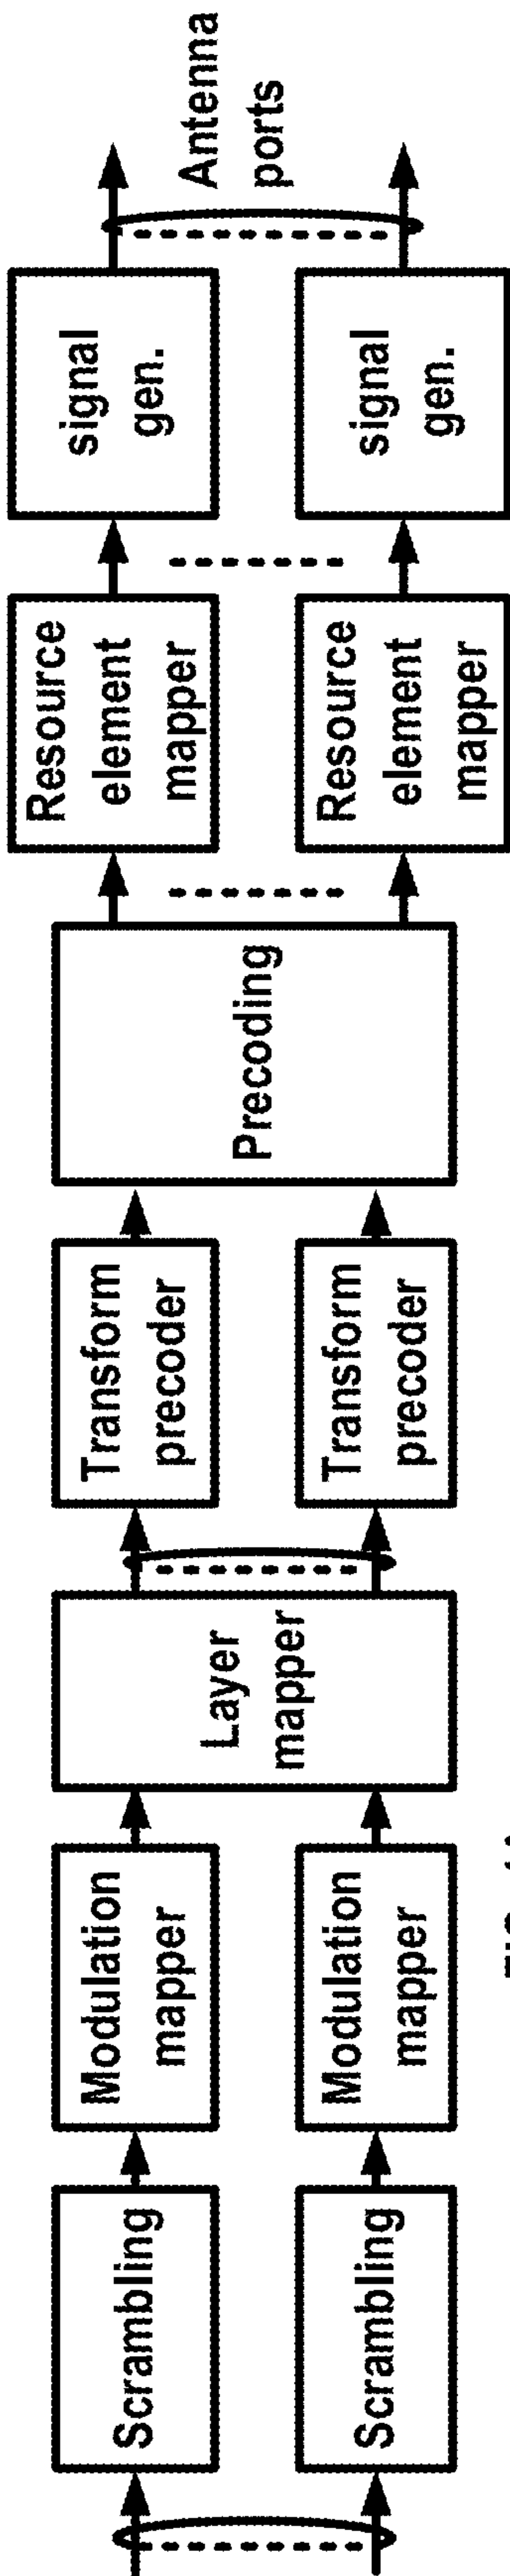 Scrambling
Scrambling
Modulation
mapper
Modulation
mapper
Layer
mapper
Transform
precoder
Transform
precoder
Precoding
Resource
element
mapper
Resource
element
mapper
signal
gen.
signal
gen.
Antenna
ports